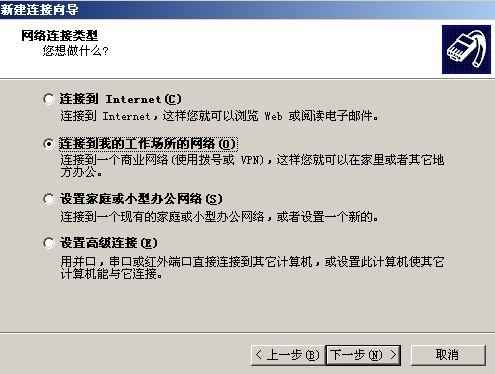 新建连接向导
网络连接类型
您想做什么?
连接到 Internet(C)
连接到 Internet，这样您就可以浏览 Web 或阅读电子邮件。
连接到我的工作场所的网络(O)
连接到一个商业网络(使用拨号或 VPN)，这样您就可以在家里或者其它地
方办公。
设置家庭或小型办公网络(S)
连接到一个现有的家庭或小型办公网络，或者设置一个新的。
设置高级连接(E)
用并口，串口或红外端口直接连接到其它计算机，或设置此计算机使其它
计算机能与它连接。
< 上一步(B) 下一步(N) > 取消